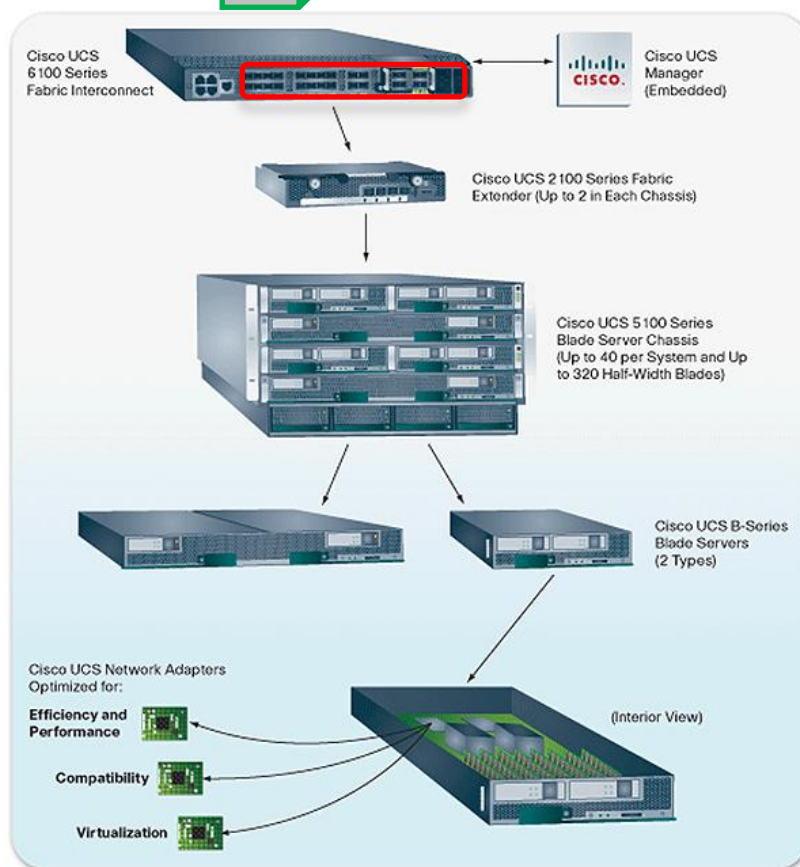 Cisco UCS
6100 Series
Fabric Interconnect
CISCO.
Cisco UCS
Manager
(Embedded)
Cisco UCS 2100 Series Fabric
Extender (Up to 2 in Each Chassis)
Cisco UCS 5100 Series
Blade Server Chassis
(Up to 40 per System and Up
to 320 Half-Width Blades)
Cisco UCS B-Series
Blade Servers
(2 Types)
Cisco UCS Network Adapters
Optimized for:
Efficiency and
Performance
(Interior View)
Compatibility
Virtualization